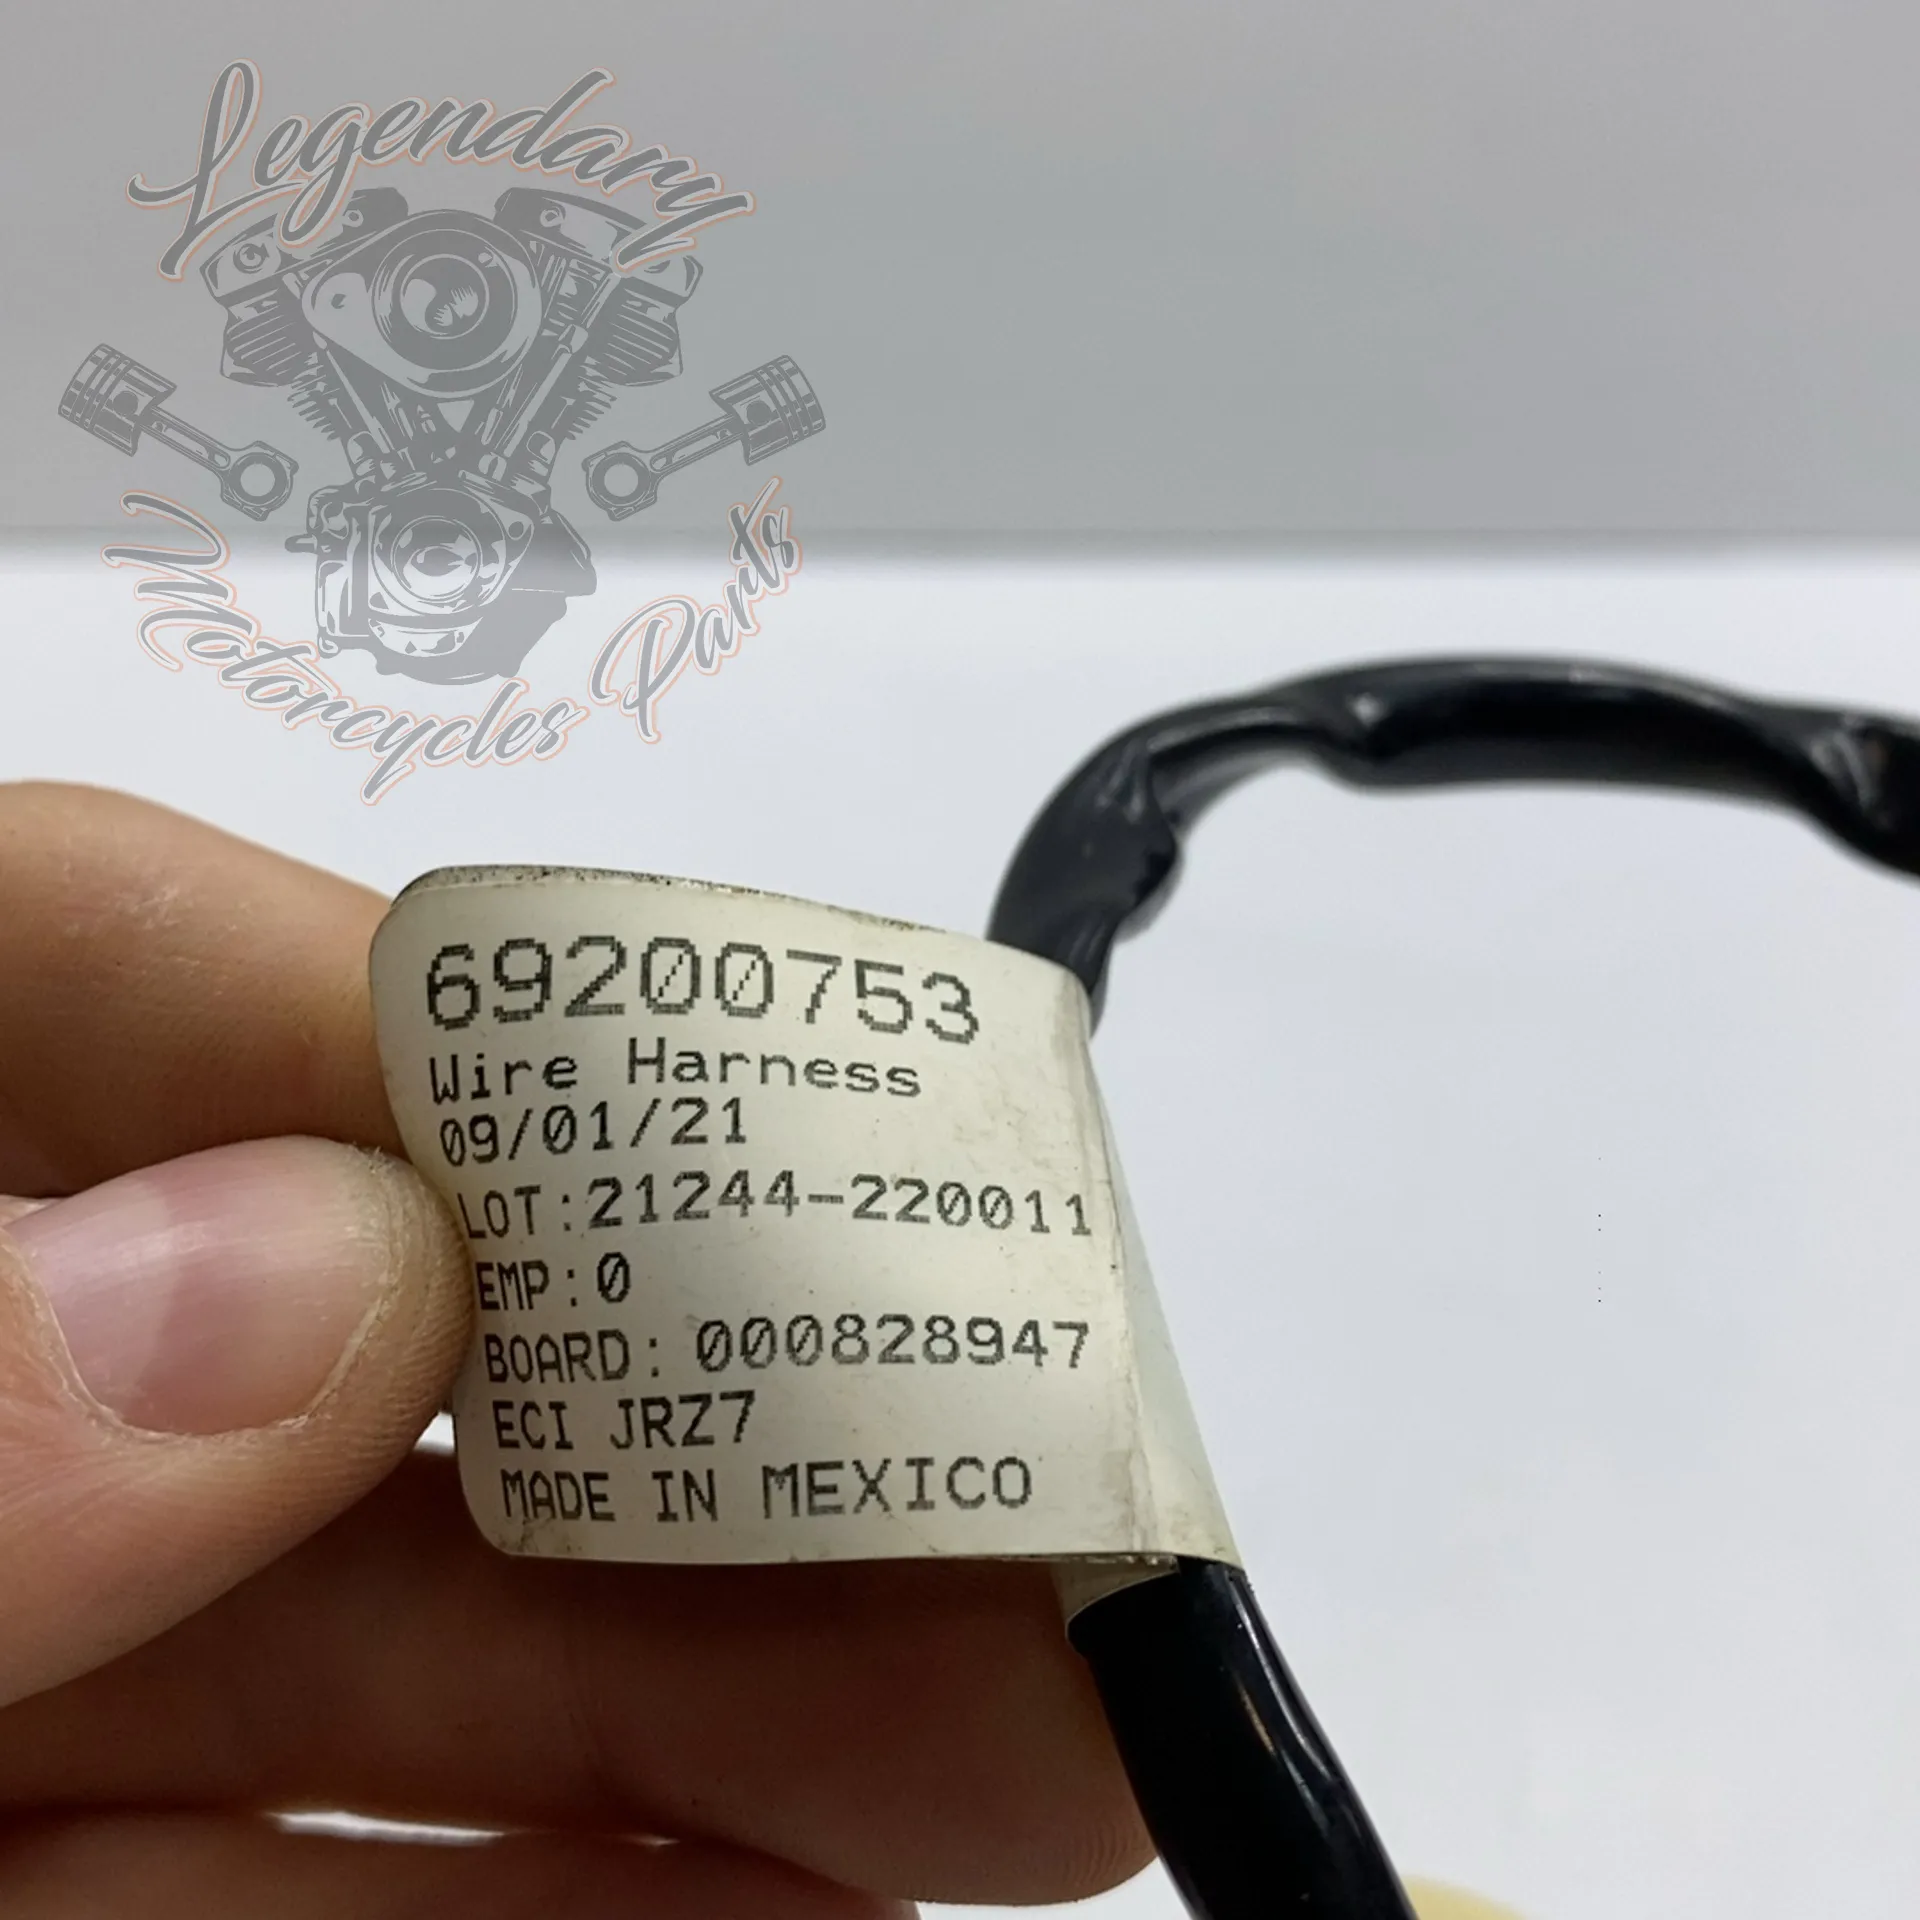 Legendary
Motorcycles Parts
69200753
Wire Harness
09/01/21
LOT:21244-220011
EMP:0
BOARD: 000828947
ECI JRZ7
MADE IN MEXICO